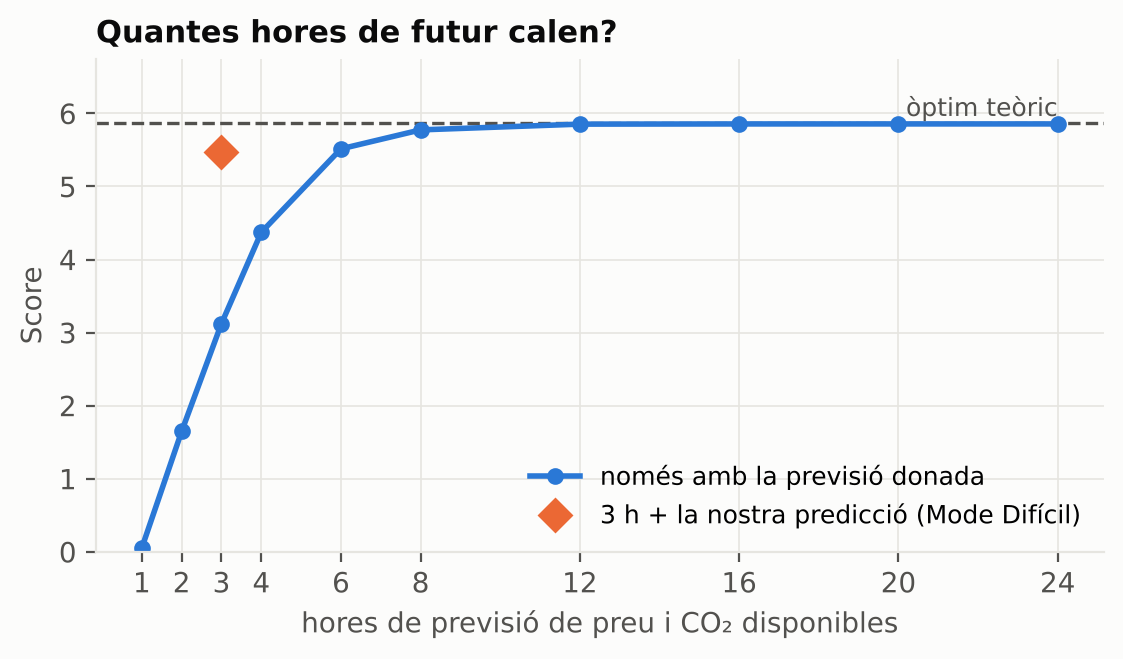 Quantes hores de futur calen?
òptim teòric
6
5
4
3
2
1
0
Score
només amb la previsió donada
3 h + la nostra predicció (Mode Difícil)
1 2 3 4 6 8 12 16 20 24
hores de previsió de preu i CO₂ disponibles